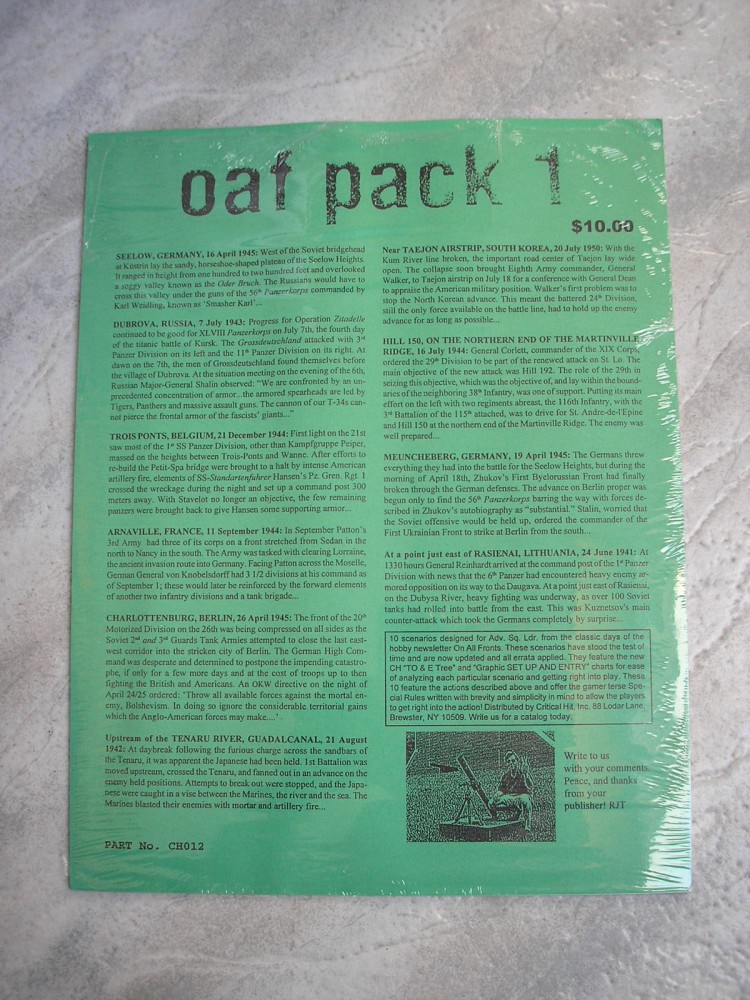 oaf pack 1
$10.00
SEELOW, GERMANY, 16 April 1945: West of the Soviet bridgehead
at Küstrin lay the sandy, horseshoe-shaped plateau of the Seelow Heights.
It ranged in height from one hundred to two hundred feet and overlooked
a soggy valley known as the Oder Bruch. The Russians would have to
cross this valley under the guns of the 56th Panzerkorps commanded by
Karl Weidling, known as 'Smasher Karl'...
DUBROVA, RUSSIA, 7 July 1943: Progress for Operation Zitadelle
continued to be good for XLVIII Panzerkorps on July 7th, the fourth day
of the titanic battle of Kursk. The Grossdeutschland attacked with 3rd
Panzer Division on its left and the 11th Panzer Division on its right. At
dawn on the 7th, the men of Grossdeutschland found themselves before
the village of Dubrova. At the situation meeting on the evening of the 6th,
Russian Major-General Shalin observed: "We are confronted by an un-
precedented concentration of armor...the armored spearheads are led by
Tigers, Panthers and massive assault guns. The cannon of our T-34s can-
not pierce the frontal armor of the fascists' giants..."
TROIS PONTS, BELGIUM, 21 December 1944: First light on the 21st
saw most of the 1st SS Panzer Division, other than Kampfgruppe Peiper,
massed on the heights between Trois-Ponts and Wanne. After efforts to
re-build the Petit-Spa bridge were brought to a halt by intense American
artillery fire, elements of SS-Standartenfuhrer Hansen's Pz. Gren. Rgt. 1
crossed the wreckage during the night and set up a command post 300
meters away. With Stavelot no longer an objective, the few remaining
panzers were brought back to give Hansen some supporting armor...
ARNAVILLE, FRANCE, 11 September 1944: In September Patton's
3rd Army had three of its corps on a front stretched from Sedan in the
north to Nancy in the south. The Army was tasked with clearing Lorraine,
the ancient invasion route into Germany. Facing Patton across the Moselle,
German General von Knobelsdorff had 3 1/2 divisions at his command as
of September 1; these would later be reinforced by the forward elements
of another two infantry divisions and a tank brigade...
CHARLOTTENBURG, BERLIN, 26 April 1945: The front of the 20th
Motorized Division on the 26th was being compressed on all sides as the
Soviet 2nd and 3rd Guards Tank Armies attempted to close the last east-
west corridor into the stricken city of Berlin. The German High Com-
mand was desperate and determined to postpone the impending catastro-
phe, if only for a few more days and at the cost of troops up to then
fighting the British and Americans. An OKW directive on the night of
April 24/25 ordered: 'Throw all available forces against the mortal en-
emy, Bolshevism. In doing so ignore the considerable territorial gains
which the Anglo-American forces may make....'
Upstream of the TENARU RIVER, GUADALCANAL, 21 August
1942: At daybreak following the furious charge across the sandbars of
the Tenaru, it was apparent the Japanese had been held. 1st Battalion was
moved upstream, crossed the Tenaru, and fanned out in an advance on the
enemy held positions. Attempts to break out were stopped, and the Japa-
nese were caught in a vise between the Marines, the river and the sea. The
Marines blasted their enemies with mortar and artillery fire...
PART No. CH012
Near TAEJON AIRSTRIP, SOUTH KOREA, 20 July 1950: With the
Kum River line broken, the important road center of Taejon lay wide
open. The collapse soon brought Eighth Army commander, General
Walker, to Taejon airstrip on July 18 for a conference with General Dean
to appraise the American military position. Walker's first problem was to
stop the North Korean advance. This meant the battered 24th Division,
still the only force available on the battle line, had to hold up the enemy
advance for as long as possible...
HILL 150, ON THE NORTHERN END OF THE MARTINVILLE
RIDGE, 16 July 1944: General Corlett, commander of the XIX Corps,
ordered the 29th Division to be part of the renewed attack on St. Lo. The
main objective of the new attack was Hill 192. The role of the 29th in
seizing this objective, which was the objective of, and lay within the bound-
aries of the neighboring 38th Infantry, was one of support. Putting its main
effort on the left with two regiments abreast, the 116th Infantry, with the
3rd Battalion of the 115th attached, was to drive for St. Andre-de-l'Epine
and Hill 150 at the northern end of the Martinville Ridge. The enemy was
well prepared...
MEUNCHEBERG, GERMANY, 19 April 1945: The Germans threw
everything they had into the battle for the Seelow Heights, but during the
morning of April 18th, Zhukov's First Byelorussian Front had finally
broken through the German defenses. The advance on Berlin proper was
begun only to find the 56th Panzerkorps barring the way with forces de-
scribed in Zhukov's autobiography as "substantial." Stalin, worried that
the Soviet offensive would be held up, ordered the commander of the
First Ukrainian Front to strike at Berlin from the south...
At a point just east of RASIENAI, LITHUANIA, 24 June 1941: At
1330 hours General Reinhardt arrived at the command post of the 1st Panzer
Division with news that the 6th Panzer had encountered heavy enemy ar-
mored opposition on its way to the Daugava. At a point just east of Rasienai,
on the Dubysa River, heavy fighting was underway, as over 100 Soviet
tanks had rolled into battle from the east. This was Kuznetsov's main
counter-attack which took the Germans completely by surprise...
10 scenarios designed for Adv. Sq. Ldr. from the classic days of the
hobby newsletter On All Fronts. These scenarios have stood the test of
time and are now updated and all errata applied. They feature the new
CH "TO & E Tree" and "Graphic SET UP AND ENTRY" charts for ease
of analyzing each particular scenario and getting right into play. These
10 feature the actions described above and offer the gamer terse Spe-
cial Rules written with brevity and simplicity in mind to allow the players
to get right into the action! Distributed by Critical Hit, Inc. 88 Lodar Lane,
Brewster, NY 10509. Write us for a catalog today.
Write to us
with your comments.
Peace, and thanks
from your
publisher! RJT